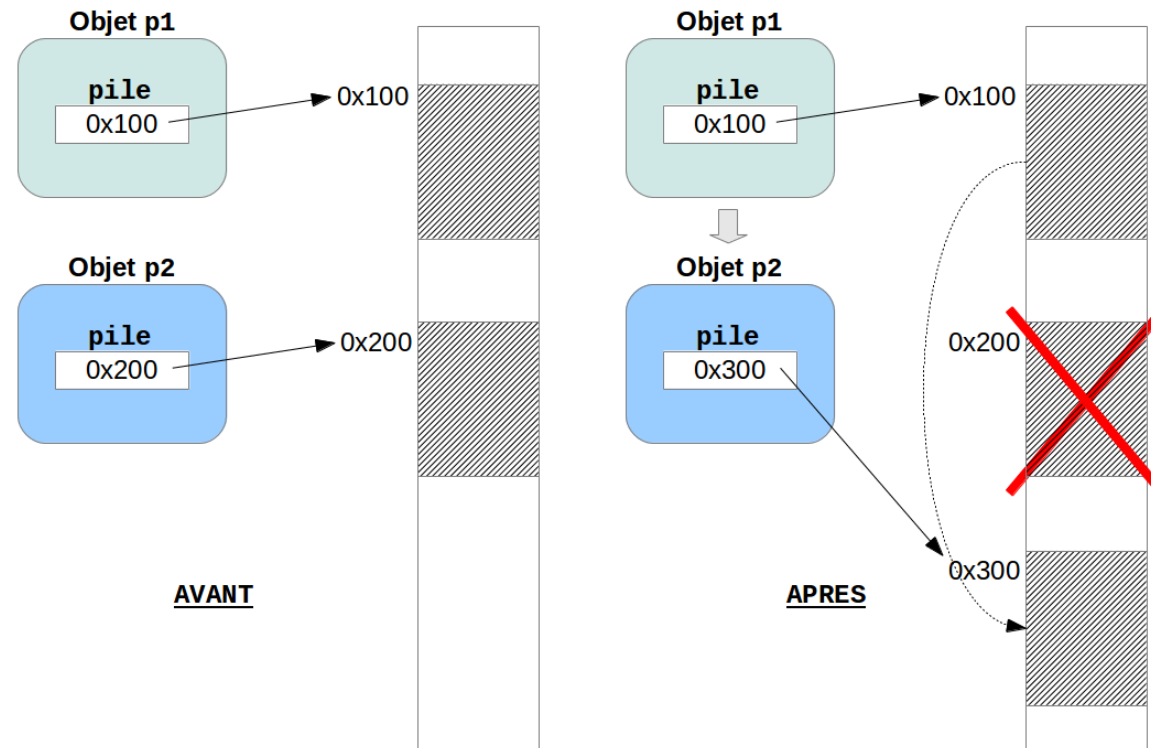 Objet p1
pile
0x100
0x100
Objet p2
pile
0x200
0x200
AVANT
Objet p1
pile
0x100
0x100
Objet p2
pile
0x300
0x200
0x300
APRES